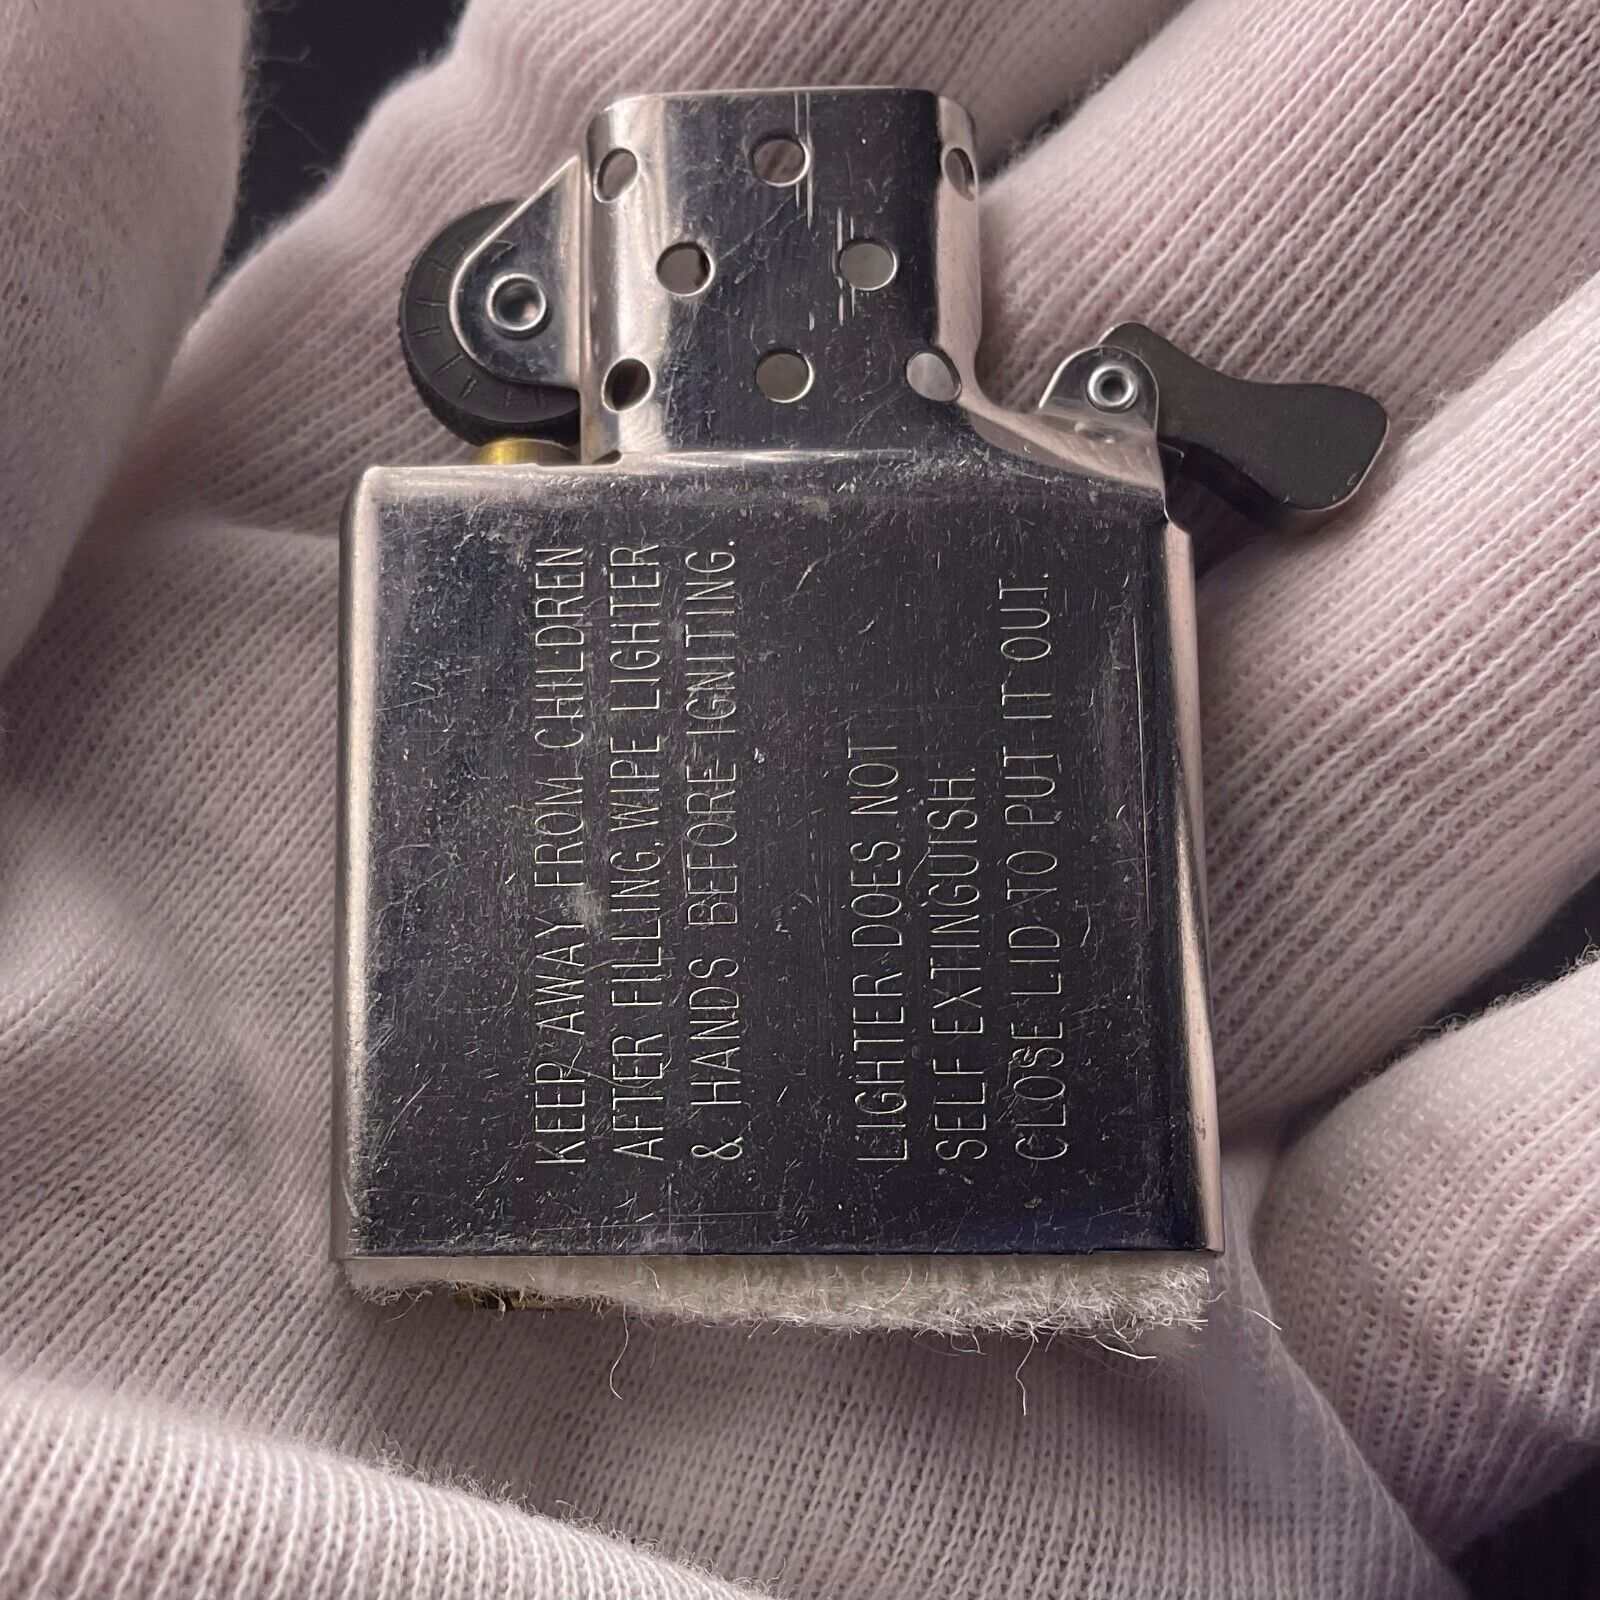 KEEP AWAY FROM CHILDREN
AFTER FILLING, WIPE LIGHTER
& HANDS BEFORE IGNITING.
LIGHTER DOES NOT
SELF EXTINGUISH.
CLOSE LID TO PUT IT OUT.